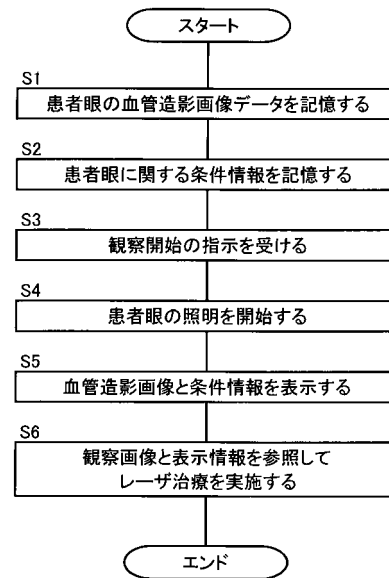 スタート
S1
患者眼の血管造影画像データを記憶する
S2
患者眼に関する条件情報を記憶する
S3
観察開始の指示を受ける
S4
患者眼の照明を開始する
S5
血管造影画像と条件情報を表示する
S6
観察画像と表示情報を参照して
レーザ治療を実施する
エンド